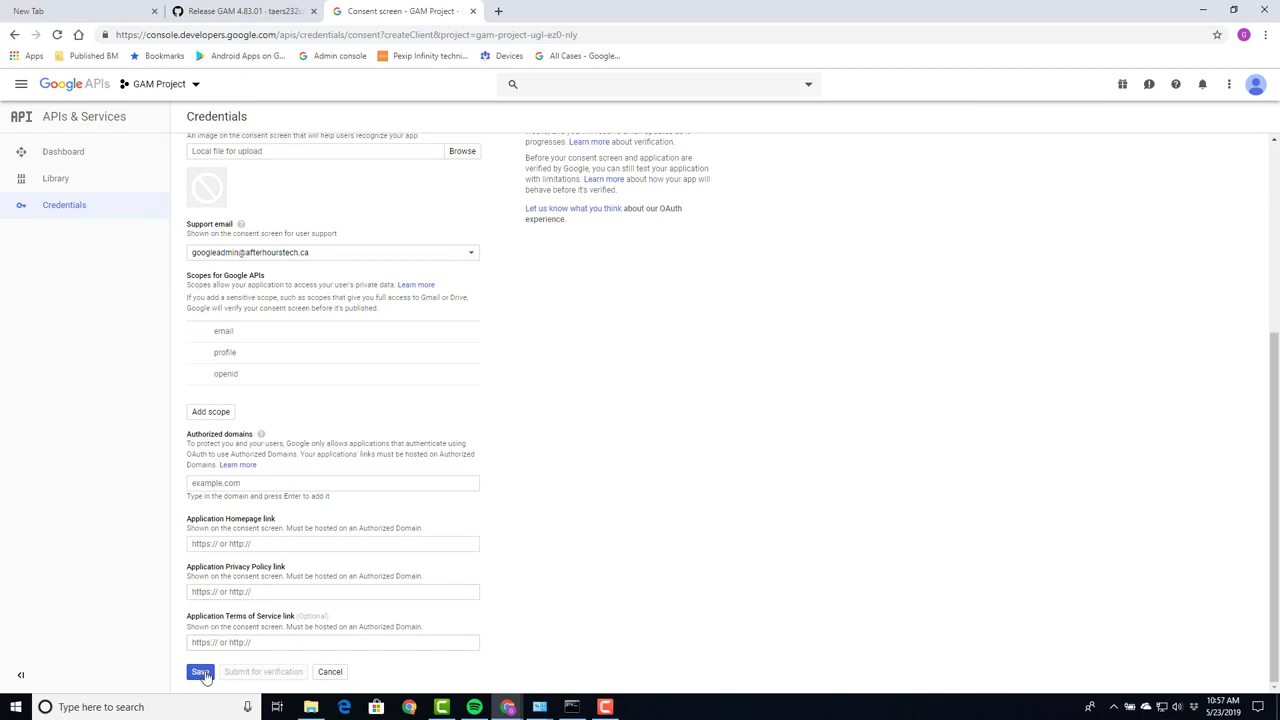 New Tab
Release GAM 4.83.01 · taers232c
Consent screen - GAM Project -
https://console.developers.google.com/apis/credentials/consent?createClient&project=gam-project-ugl-ez0-nly
G
Apps
Published BM
Bookmarks
Android Apps on G...
Admin console
Pexip Infinity techni...
Devices
All Cases - Google...
Google APIs
GAM Project
API APIs & Services
Credentials
Dashboard
Library
Credentials
An image on the consent screen that will help users recognize your app
Local file for upload
Browse
Support email
Shown on the consent screen for user support
googleadmin@afterhourstech.ca
Scopes for Google APIs
Scopes allow your application to access your user's private data. Learn more
If you add a sensitive scope, such as scopes that give you full access to Gmail or Drive,
Google will verify your consent screen before it's published.
email
profile
openid
Add scope
Authorized domains
To protect you and your users, Google only allows applications that authenticate using
OAuth to use Authorized Domains. Your applications' links must be hosted on Authorized
Domains. Learn more
example.com
Type in the domain and press Enter to add it
Application Homepage link
Shown on the consent screen. Must be hosted on an Authorized Domain.
https:// or http://
Application Privacy Policy link
Shown on the consent screen. Must be hosted on an Authorized Domain.
https:// or http://
Application Terms of Service link (Optional)
Shown on the consent screen. Must be hosted on an Authorized Domain.
https:// or http://
Save
Submit for verification
Cancel
progresses. Learn more about verification.
Before your consent screen and application are
verified by Google, you can still test your application
with limitations. Learn more about how your app will
behave before it's verified.
Let us know what you think about our OAuth
experience.
Type here to search
10:57 AM
5/23/2019